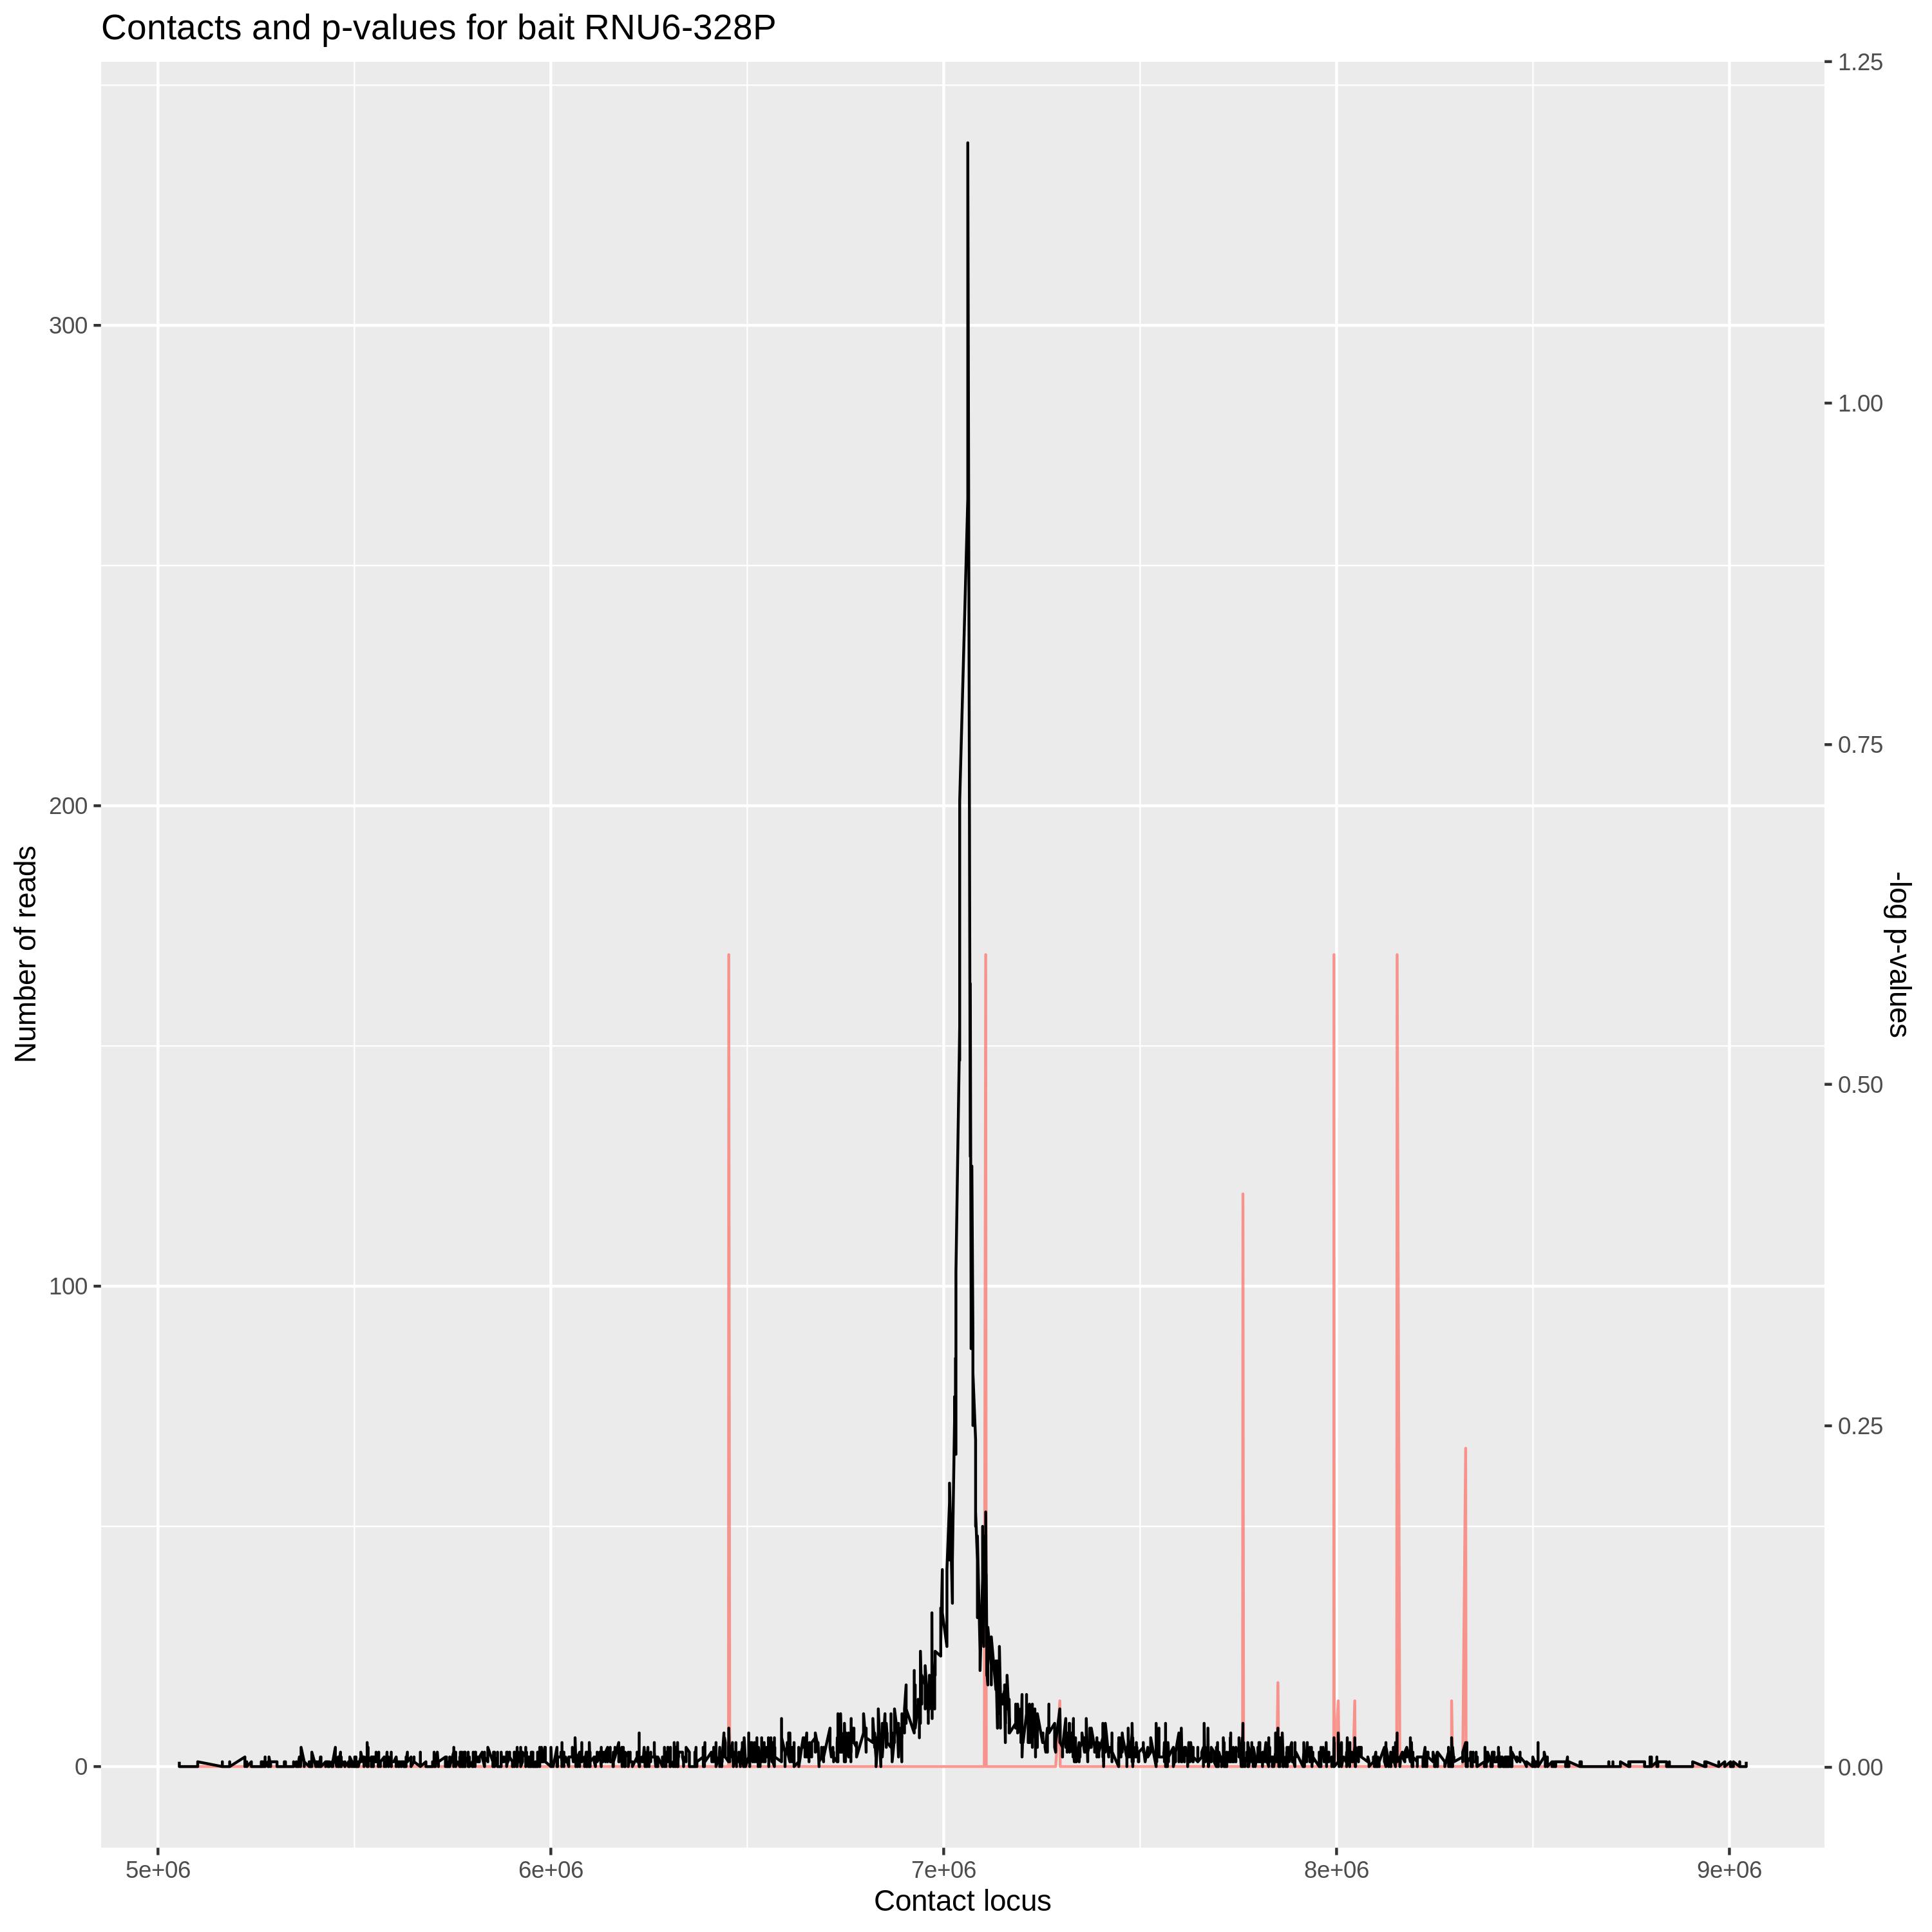 Contacts and p-values for bait RNU6-328P
1.25
300
1.00
0.75
200
Number of reads
-log p-values
0.50
100
0.25
0
0.00
5e+06
6e+06
7e+06
8e+06
9e+06
Contact locus